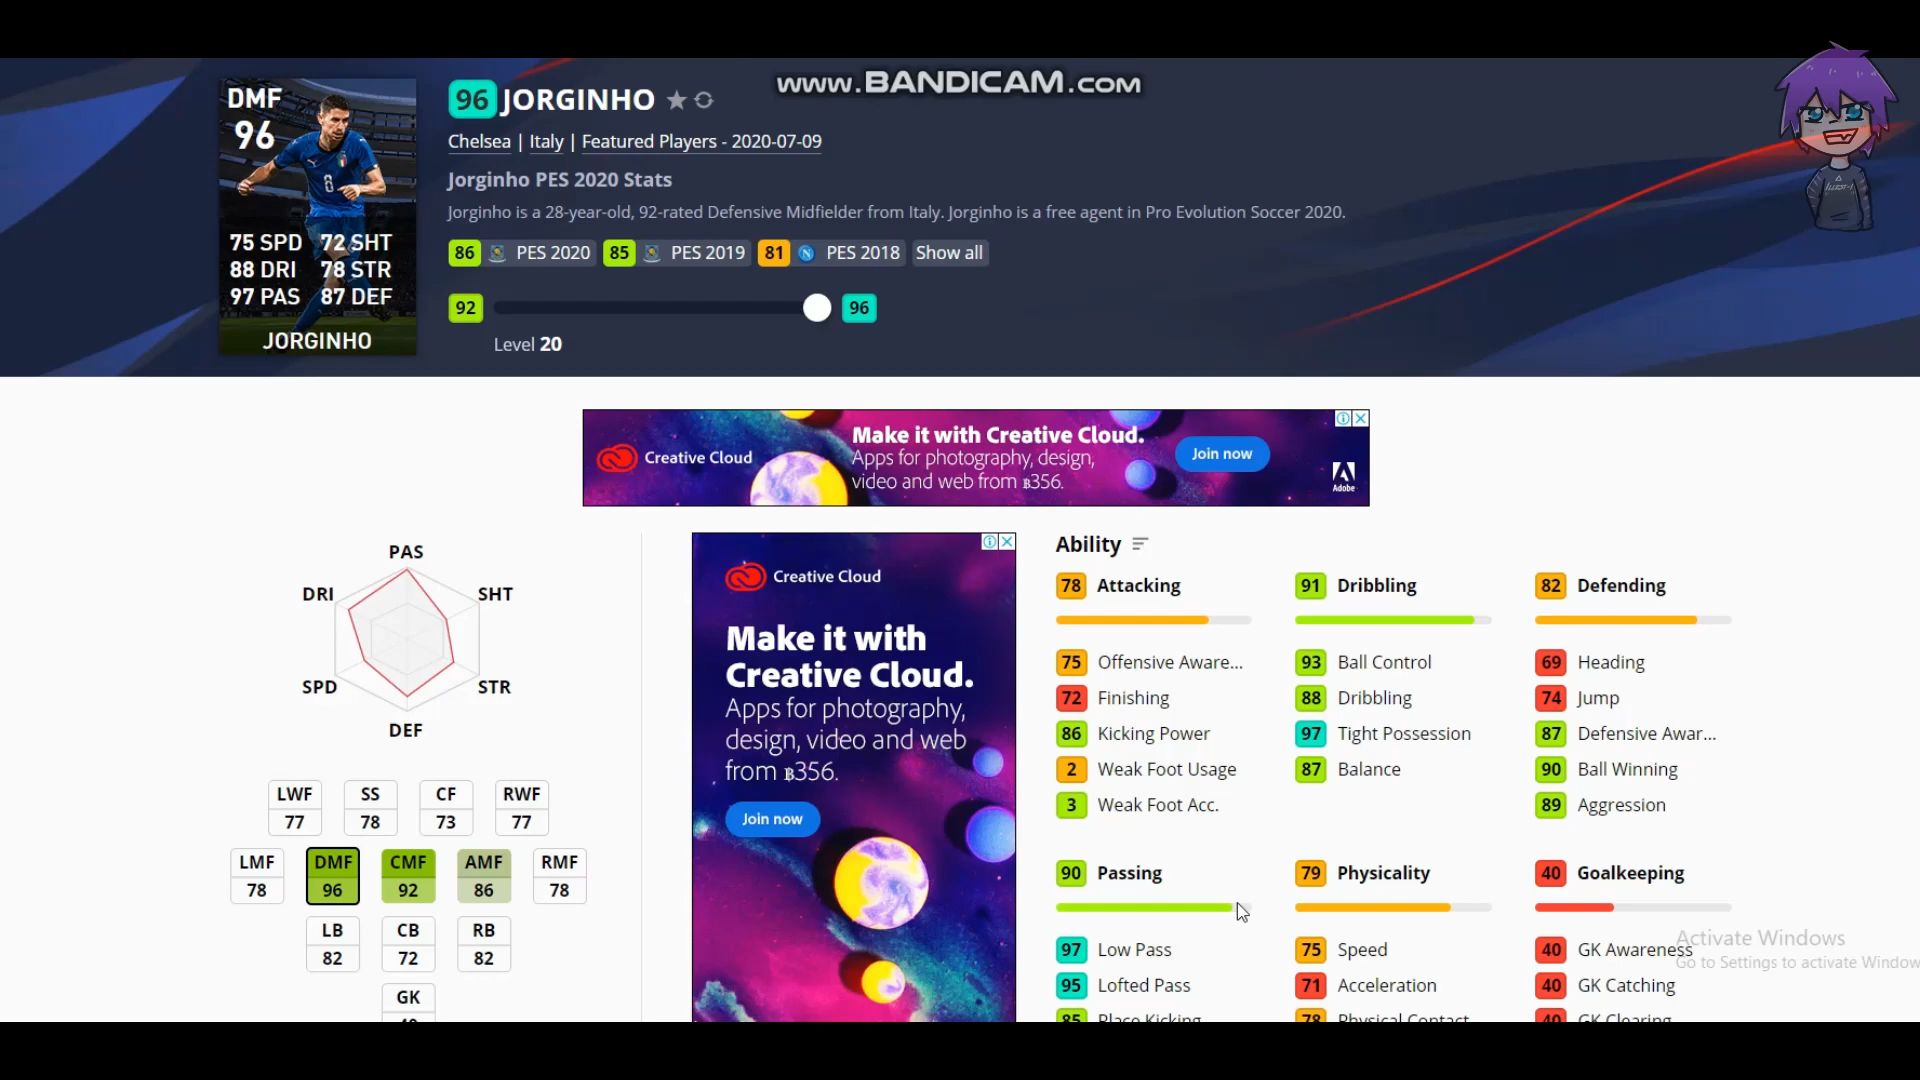 www.BANDICAM.com
DMF
96
75 SPD 72 SHT
88 DRI 78 STR
97 PAS 87 DEF
JORGINHO
96 JORGINHO
Chelsea | Italy | Featured Players - 2020-07-09
Jorginho PES 2020 Stats
Jorginho is a 28-year-old, 92-rated Defensive Midfielder from Italy. Jorginho is a free agent in Pro Evolution Soccer 2020.
86 PES 2020 85 PES 2019 81 PES 2018 Show all
92 96
Level 20
Creative Cloud
Make it with Creative Cloud.
Apps for photography, design,
video and web from ฿356.
Join now
Adobe
PAS
DRI SHT
SPD STR
DEF
LWF SS CF RWF
77 78 73 77
LMF DMF CMF AMF RMF
78 96 92 86 78
LB CB RB
82 72 82
GK
Creative Cloud
Make it with
Creative Cloud.
Apps for photography,
design, video and web
from ฿356.
Join now
Ability
78 Attacking
75 Offensive Aware...
72 Finishing
86 Kicking Power
2 Weak Foot Usage
3 Weak Foot Acc.
91 Dribbling
93 Ball Control
88 Dribbling
97 Tight Possession
87 Balance
82 Defending
69 Heading
74 Jump
87 Defensive Awar...
90 Ball Winning
89 Aggression
90 Passing
97 Low Pass
95 Lofted Pass
85 Place Kicking
79 Physicality
75 Speed
71 Acceleration
78 Physical Contact
40 Goalkeeping
40 GK Awareness
40 GK Catching
40 GK Clearing
Activate Windows
Go to Settings to activate Window